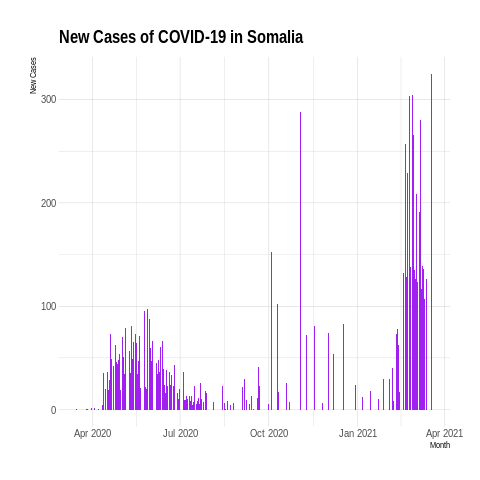 New Cases of COVID-19 in Somalia
New Cases
300
200
100
0
Apr 2020 Jul 2020 Oct 2020 Jan 2021 Apr 2021
Month